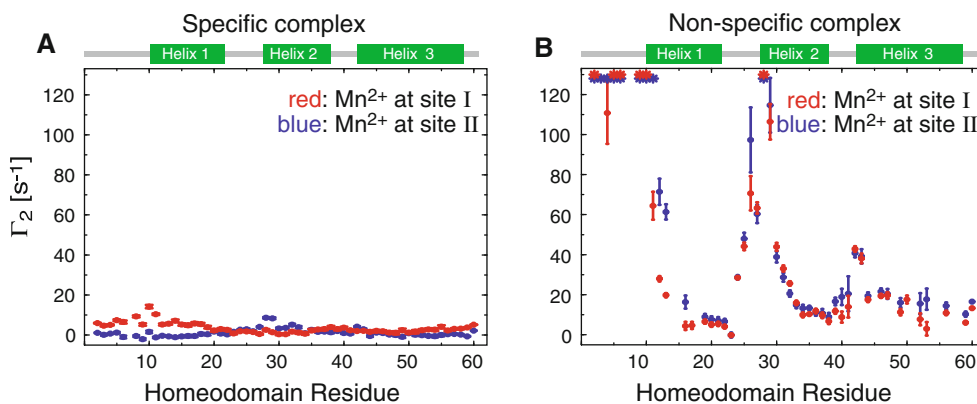 Specific complex
Non-specific complex
A
Helix 1
Helix 2
Helix 3
B
Helix 1
Helix 2
Helix 3
120
100
80
60
40
20
0
Γ2 [s-1]
red: Mn2+ at site I
blue: Mn2+ at site II
10
20
30
40
50
60
Homeodomain Residue
120
100
80
60
40
20
0
red: Mn2+ at site I
blue: Mn2+ at site II
10
20
30
40
50
60
Homeodomain Residue